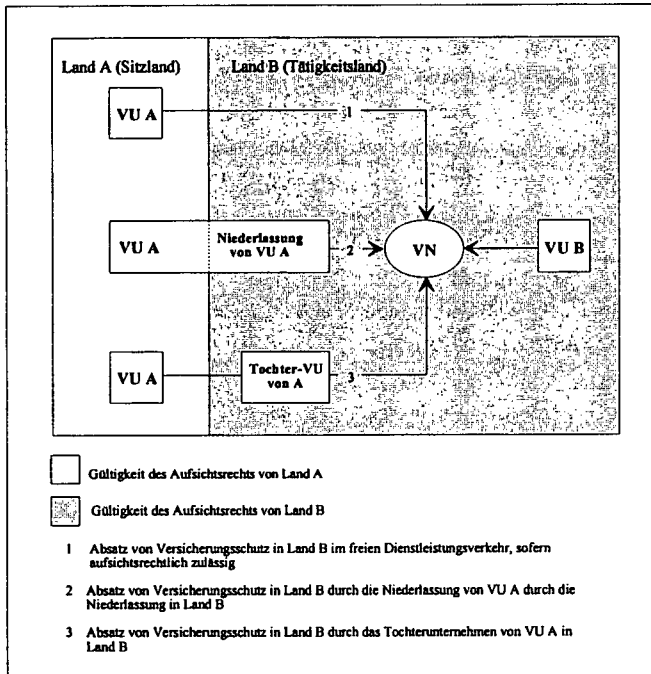 Land A (Sitzland)
Land B (Tätigkeitsland)
VU A
1
VU A
Niederlassung
von VU A
2
VN
VU B
VU A
Tochter-VU
von A
3
Gültigkeit des Aufsichtsrechts von Land A
Gültigkeit des Aufsichtsrechts von Land B
1 Absatz von Versicherungsschutz in Land B im freien Dienstleistungsverkehr, sofern
aufsichtsrechtlich zulässig
2 Absatz von Versicherungsschutz in Land B durch die Niederlassung von VU A durch die
Niederlassung in Land B
3 Absatz von Versicherungsschutz in Land B durch das Tochterunternehmen von VU A in
Land B